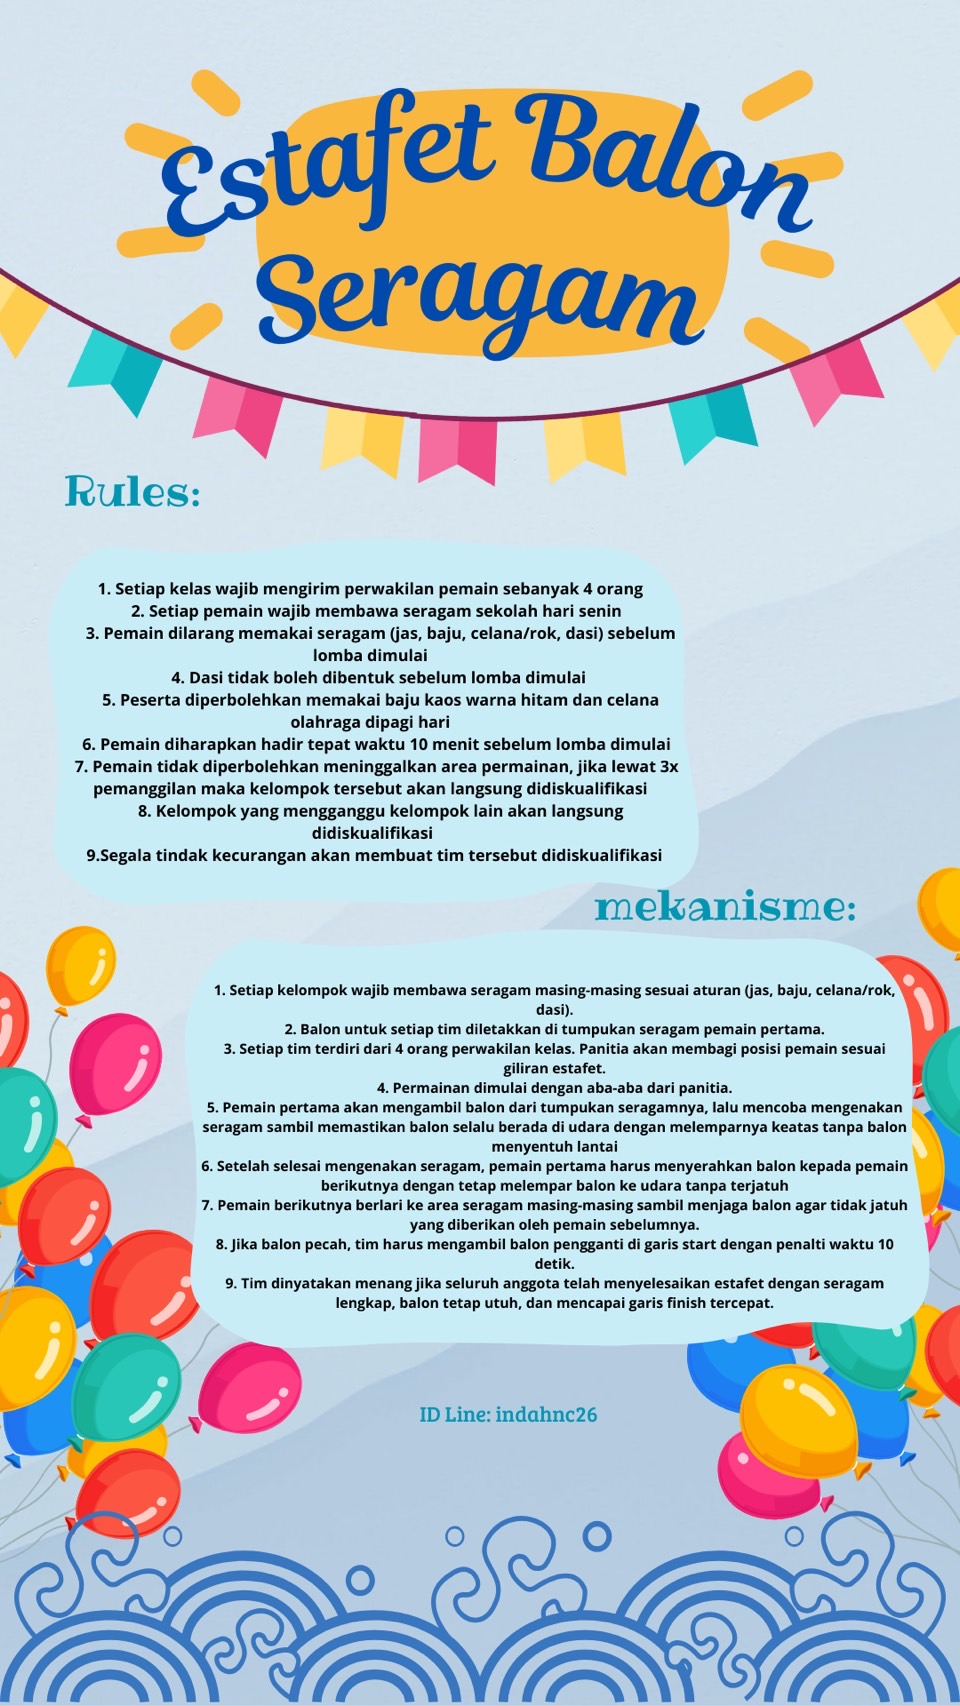 Estafet Balon
Seragam
Rules:
1. Setiap kelas wajib mengirim perwakilan pemain sebanyak 4 orang
2. Setiap pemain wajib membawa seragam sekolah hari senin
3. Pemain dilarang memakai seragam (jas, baju, celana/rok, dasi) sebelum
lomba dimulai
4. Dasi tidak boleh dibentuk sebelum lomba dimulai
5. Peserta diperbolehkan memakai baju kaos warna hitam dan celana
olahraga dipagi hari
6. Pemain diharapkan hadir tepat waktu 10 menit sebelum lomba dimulai
7. Pemain tidak diperbolehkan meninggalkan area permainan, jika lewat 3x
pemanggilan maka kelompok tersebut akan langsung didiskualifikasi
8. Kelompok yang mengganggu kelompok lain akan langsung
didiskualifikasi
9.Segala tindak kecurangan akan membuat tim tersebut didiskualifikasi
mekanisme:
1. Setiap kelompok wajib membawa seragam masing-masing sesuai aturan (jas, baju, celana/rok,
dasi).
2. Balon untuk setiap tim diletakkan di tumpukan seragam pemain pertama.
3. Setiap tim terdiri dari 4 orang perwakilan kelas. Panitia akan membagi posisi pemain sesuai
giliran estafet.
4. Permainan dimulai dengan aba-aba dari panitia.
5. Pemain pertama akan mengambil balon dari tumpukan seragamnya, lalu mencoba mengenakan
seragam sambil memastikan balon selalu berada di udara dengan melemparnya keatas tanpa balon
menyentuh lantai
6. Setelah selesai mengenakan seragam, pemain pertama harus menyerahkan balon kepada pemain
berikutnya dengan tetap melempar balon ke udara tanpa terjatuh
7. Pemain berikutnya berlari ke area seragam masing-masing sambil menjaga balon agar tidak jatuh
yang diberikan oleh pemain sebelumnya.
8. Jika balon pecah, tim harus mengambil balon pengganti di garis start dengan penalti waktu 10
detik.
9. Tim dinyatakan menang jika seluruh anggota telah menyelesaikan estafet dengan seragam
lengkap, balon tetap utuh, dan mencapai garis finish tercepat.
ID Line: indahnc26